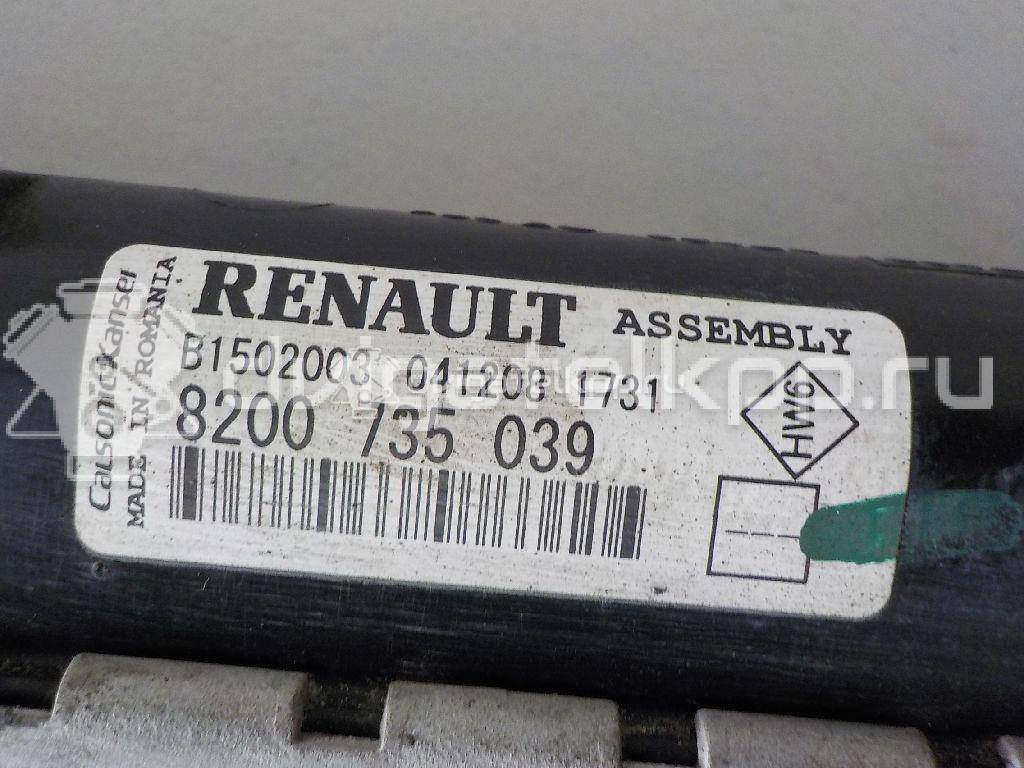 RENAULT ASSEMBLY
B1502003 041208 1731
8200 735 039
CalsonicKansei
MADE IN ROMANIA
HW6